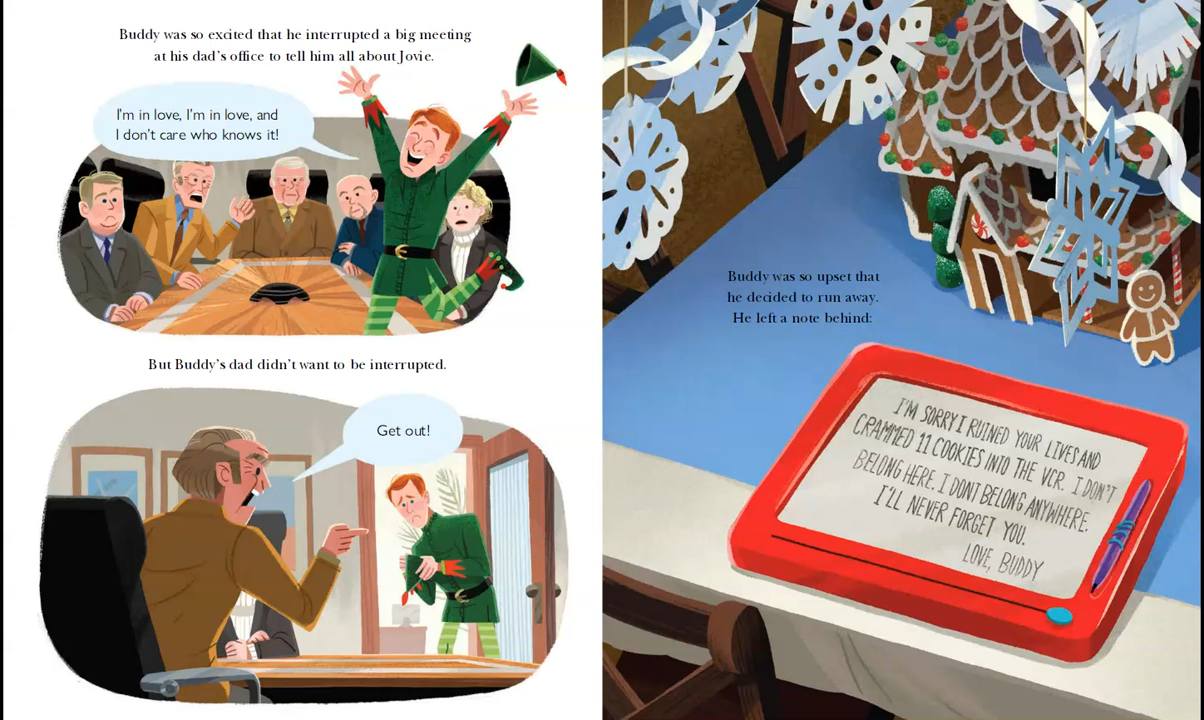 Buddy was so excited that he interrupted a big meeting
at his dad's office to tell him all about Jovie.
I'm in love, I'm in love, and
I don't care who knows it!
But Buddy's dad didn't want to be interrupted.
Get out!
Buddy was so upset that
he decided to run away.
He left a note behind:
I'M SORRY I RUINED YOUR LIVES AND
CRAMMED 11 COOKIES INTO THE VCR. I DON'T
BELONG HERE. I DONT BELONG ANYWHERE.
I'LL NEVER FORGET YOU.
LOVE, BUDDY